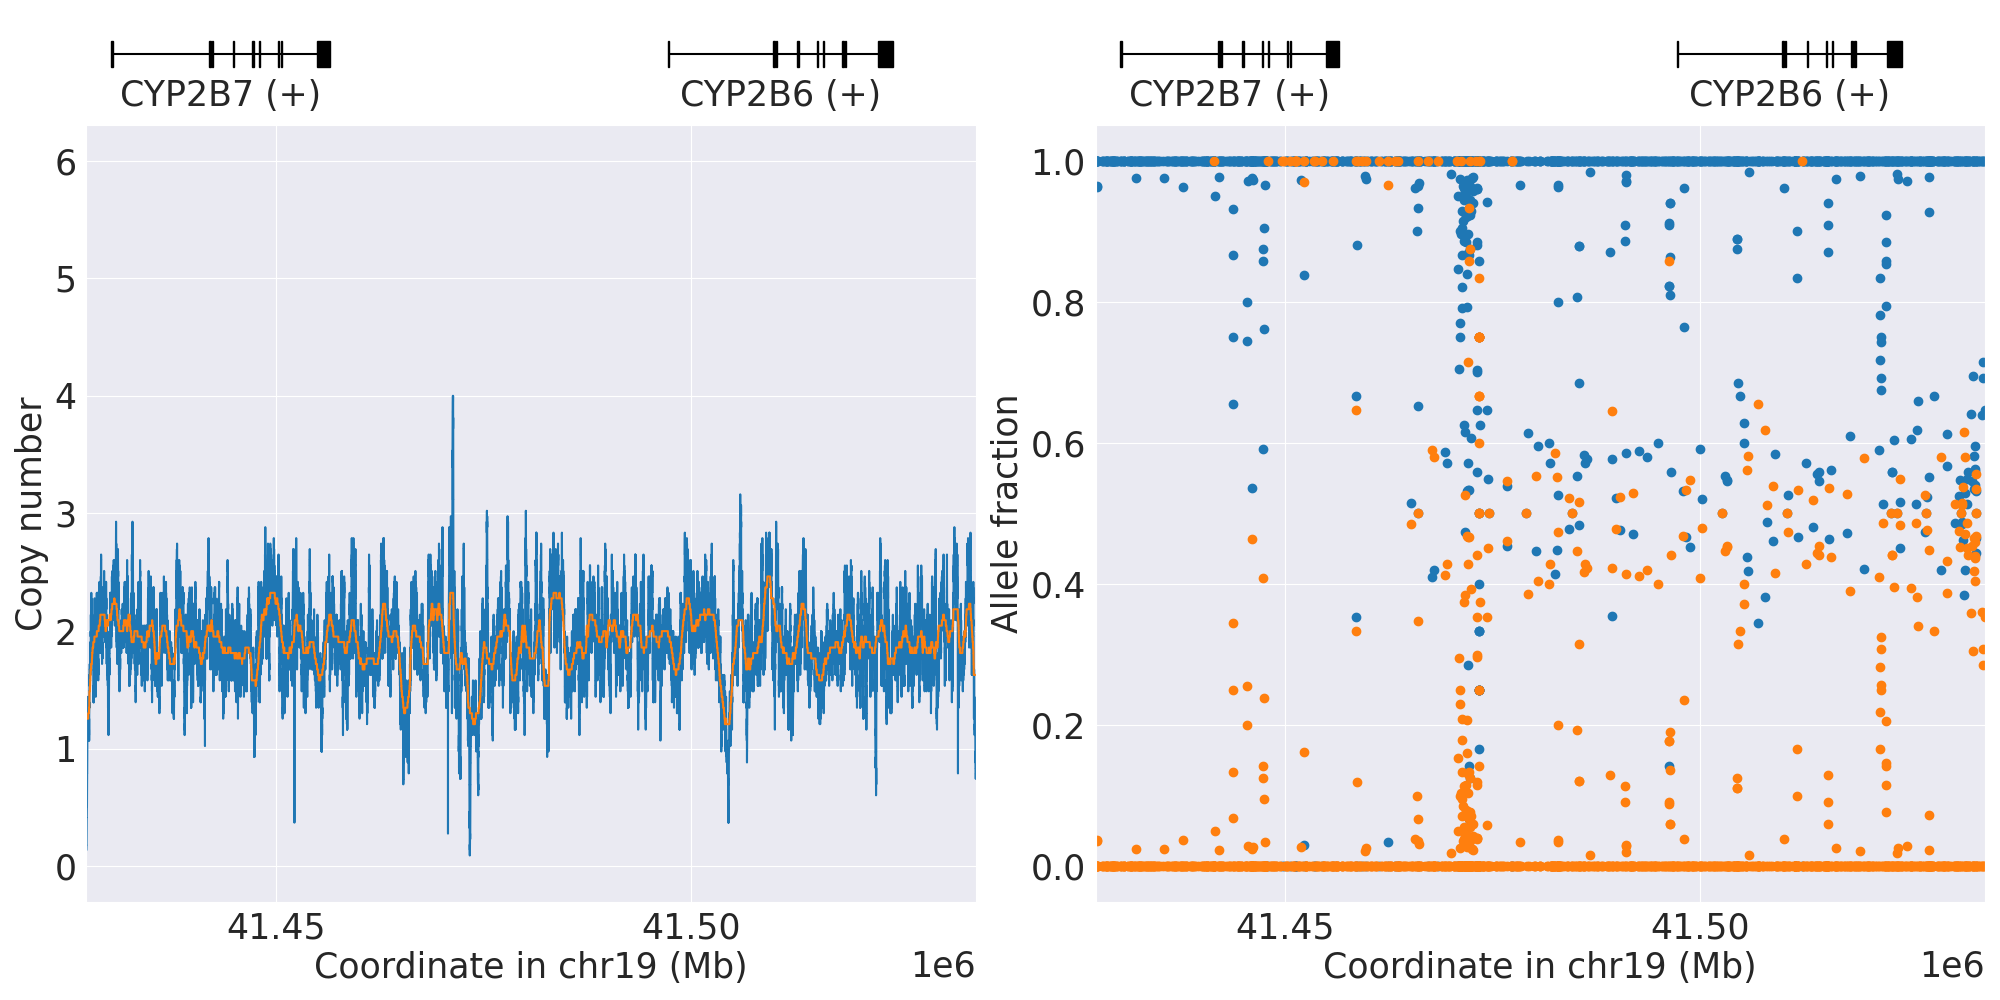 CYP2B7 (+) CYP2B6 (+)
6
5
4
3
2
1
0
Copy number
41.45 41.50
Coordinate in chr19 (Mb) 1e6
CYP2B7 (+) CYP2B6 (+)
1.0
0.8
0.6
0.4
0.2
0.0
Allele fraction
41.45 41.50
Coordinate in chr19 (Mb) 1e6